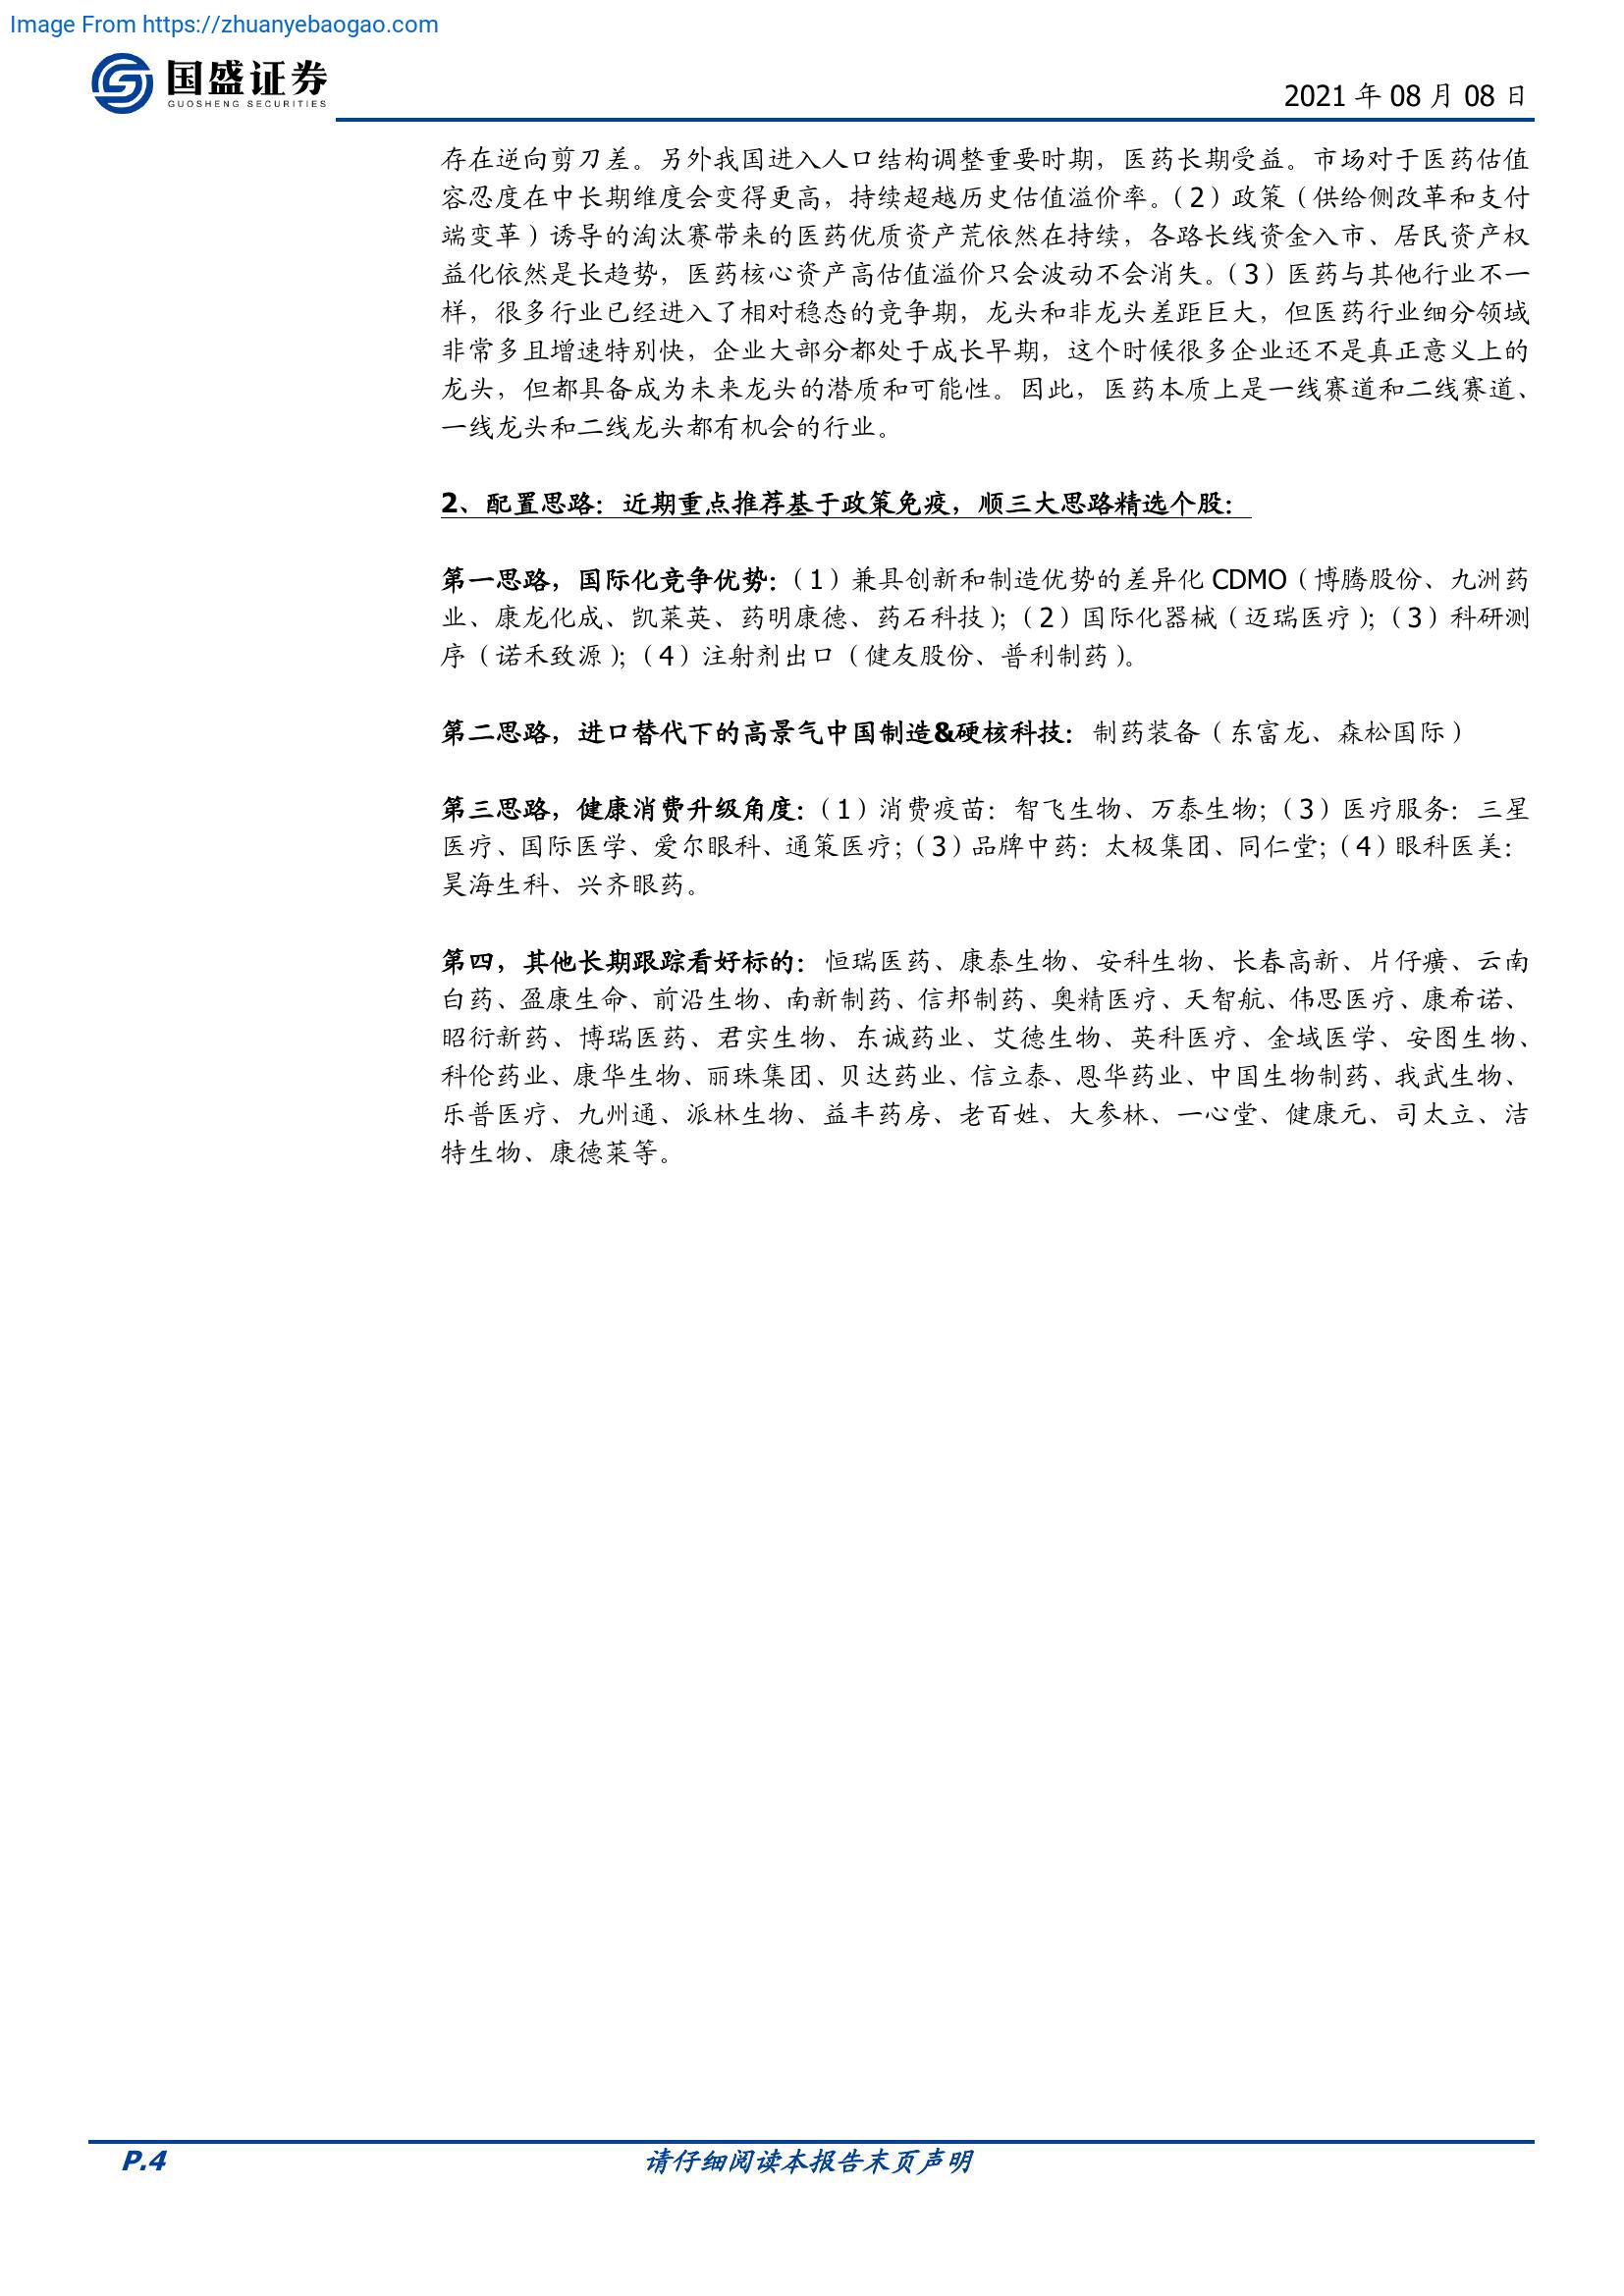 Image From https://zhuanyebaogao.com
国盛证券
GUOSHENG SECURITIES
2021 年 08 月 08 日
存在逆向剪刀差。另外我国进入人口结构调整重要时期，医药长期受益。市场对于医药估值
容忍度在中长期维度会变得更高，持续超越历史估值溢价率。（2）政策（供给侧改革和支付
端变革）诱导的淘汰赛带来的医药优质资产荒依然在持续，各路长线资金入市、居民资产权
益化依然是长趋势，医药核心资产高估值溢价只会波动不会消失。（3）医药与其他行业不一
样，很多行业已经进入了相对稳态的竞争期，龙头和非龙头差距巨大，但医药行业细分领域
非常多且增速特别快，企业大部分都处于成长早期，这个时候很多企业还不是真正意义上的
龙头，但都具备成为未来龙头的潜质和可能性。因此，医药本质上是一线赛道和二线赛道、
一线龙头和二线龙头都有机会的行业。
2、配置思路：近期重点推荐基于政策免疫，顺三大思路精选个股：
第一思路，国际化竞争优势：（1）兼具创新和制造优势的差异化 CDMO（博腾股份、九洲药
业、康龙化成、凯莱英、药明康德、药石科技）；（2）国际化器械（迈瑞医疗）；（3）科研测
序（诺禾致源）；（4）注射剂出口（健友股份、普利制药）。
第二思路，进口替代下的高景气中国制造&硬核科技：制药装备（东富龙、森松国际）
第三思路，健康消费升级角度：（1）消费疫苗：智飞生物、万泰生物；（3）医疗服务：三星
医疗、国际医学、爱尔眼科、通策医疗；（3）品牌中药：太极集团、同仁堂；（4）眼科医美：
昊海生科、兴齐眼药。
第四，其他长期跟踪看好标的：恒瑞医药、康泰生物、安科生物、长春高新、片仔癀、云南
白药、盈康生命、前沿生物、南新制药、信邦制药、奥精医疗、天智航、伟思医疗、康希诺、
昭衍新药、博瑞医药、君实生物、东诚药业、艾德生物、英科医疗、金域医学、安图生物、
科伦药业、康华生物、丽珠集团、贝达药业、信立泰、恩华药业、中国生物制药、我武生物、
乐普医疗、九州通、派林生物、益丰药房、老百姓、大参林、一心堂、健康元、司太立、洁
特生物、康德莱等。
P.4
请仔细阅读本报告末页声明